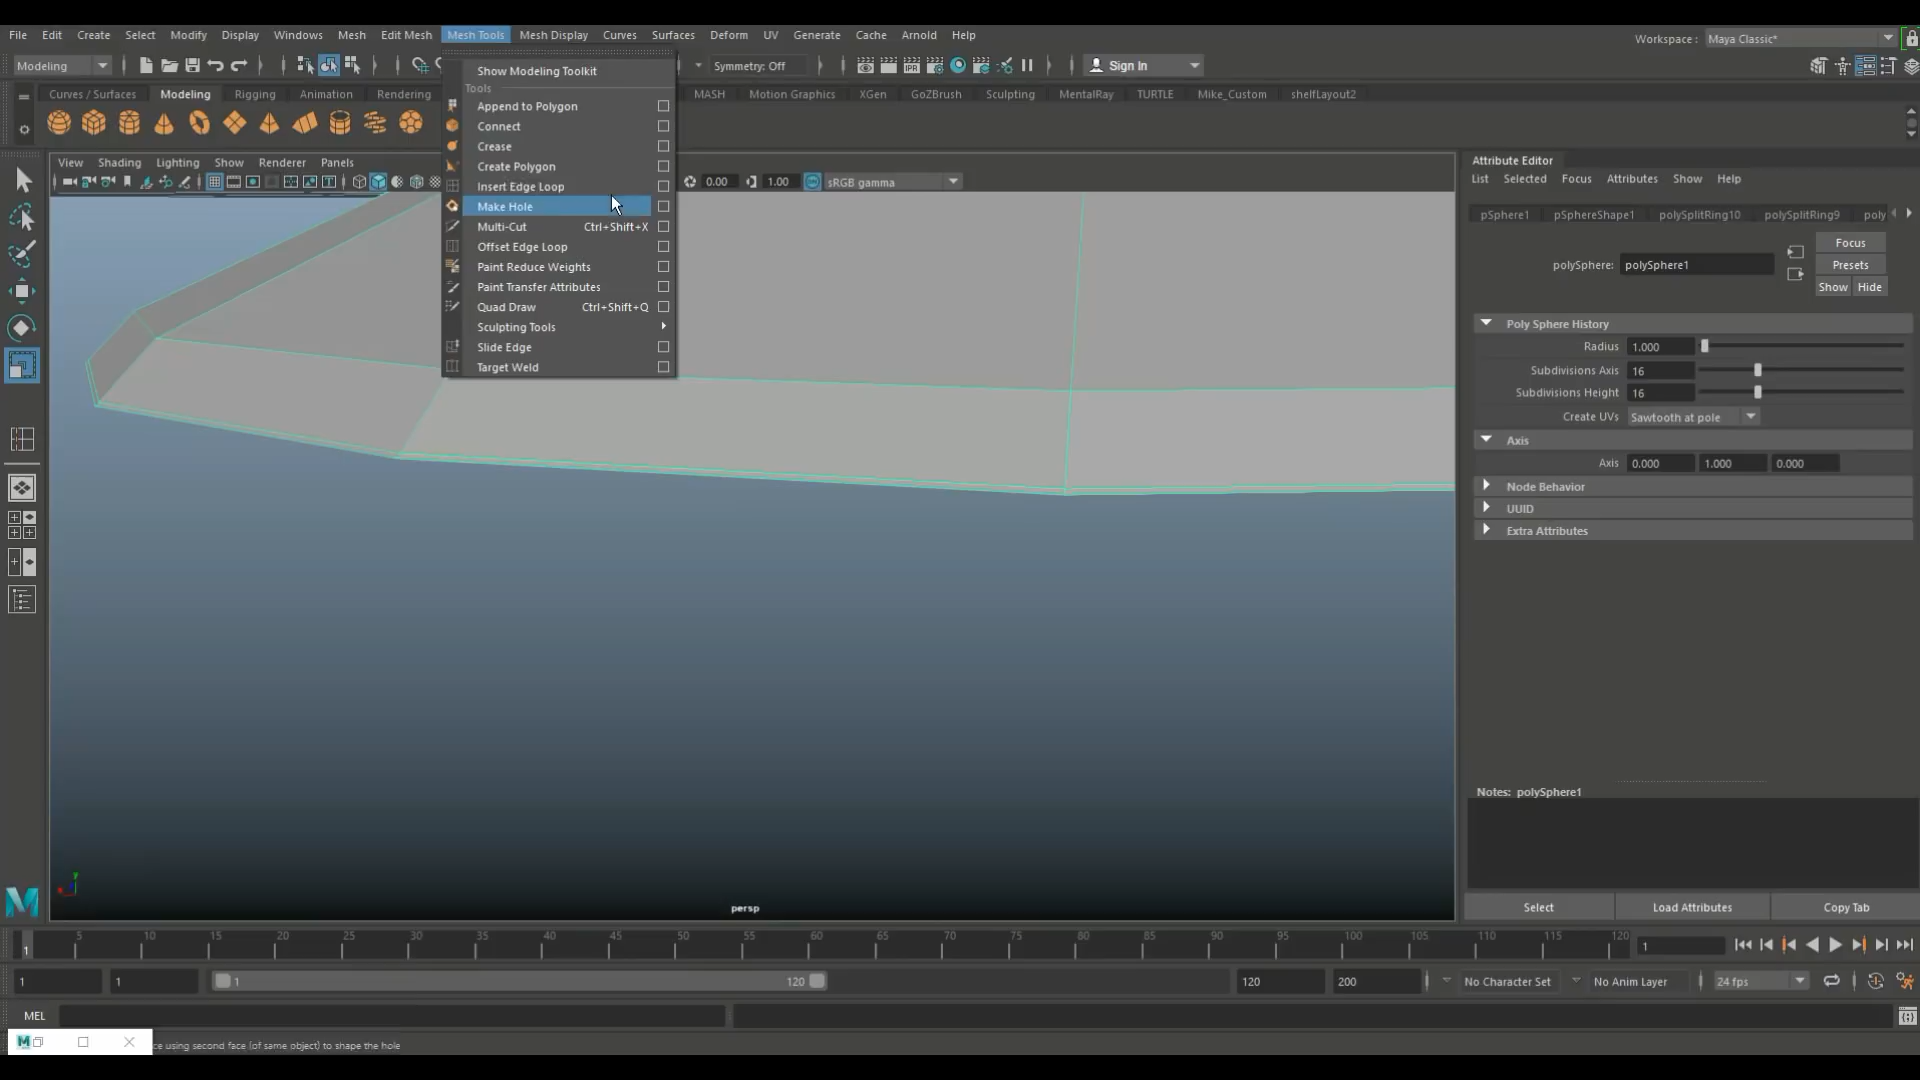 File Edit Create Select Modify Display Windows Mesh Edit Mesh Mesh Tools Mesh Display Curves Surfaces Deform UV Generate Cache Arnold Help
Workspace : Maya Classic*
Modeling
Symmetry: Off
Sign In
Curves / Surfaces Modeling Rigging Animation Rendering MASH Motion Graphics XGen GoZBrush Sculpting MentalRay TURTLE Mike_Custom shelfLayout2
Show Modeling Toolkit
Tools
Append to Polygon
Connect
Crease
Create Polygon
Insert Edge Loop
Make Hole
Multi-Cut Ctrl+Shift+X
Offset Edge Loop
Paint Reduce Weights
Paint Transfer Attributes
Quad Draw Ctrl+Shift+Q
Sculpting Tools
Slide Edge
Target Weld
View Shading Lighting Show Renderer Panels
0.00 1.00 sRGB gamma
persp
Attribute Editor
List Selected Focus Attributes Show Help
pSphere1 pSphereShape1 polySplitRing10 polySplitRing9 poly
polySphere: polySphere1
Focus
Presets
Show Hide
Poly Sphere History
Radius 1.000
Subdivisions Axis 16
Subdivisions Height 16
Create UVs Sawtooth at pole
Axis
Axis 0.000 1.000 0.000
Node Behavior
UUID
Extra Attributes
Notes: polySphere1
Select Load Attributes Copy Tab
1 5 10 15 20 25 30 35 40 45 50 55 60 65 70 75 80 85 90 95 100 105 110 115 120 1
1 1 1 120 120 200 No Character Set No Anim Layer 24 fps
MEL
ce using second face (of same object) to shape the hole